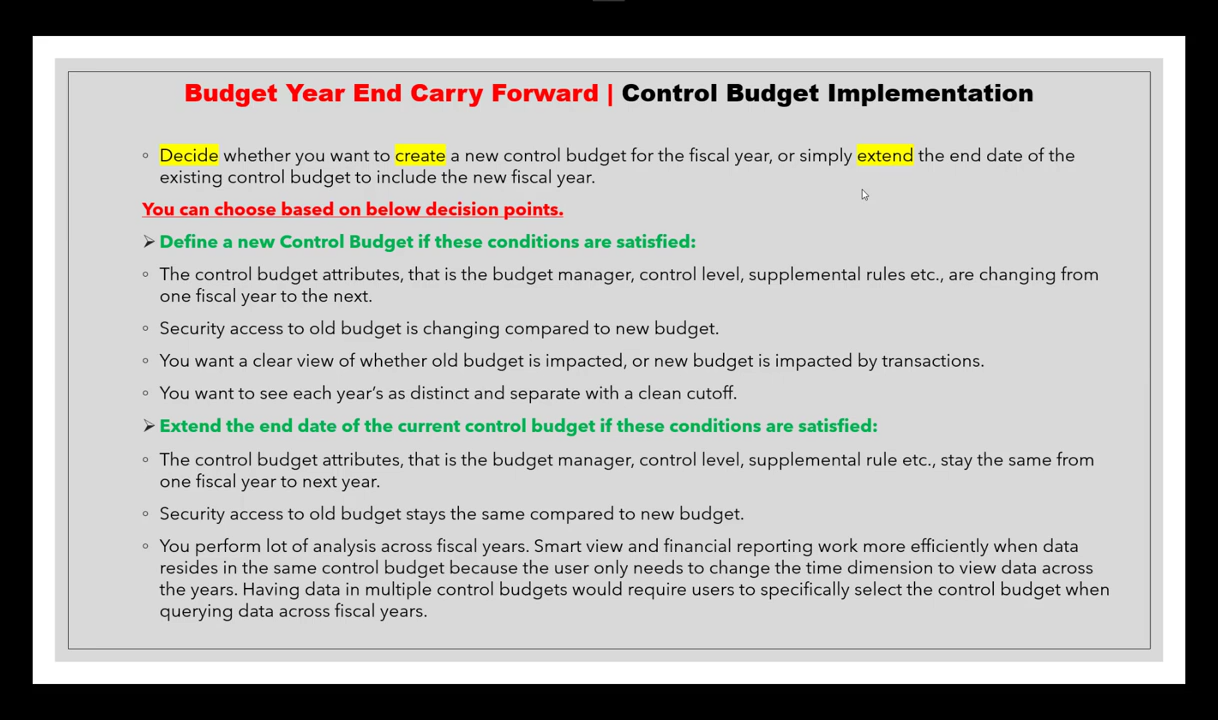 Budget Year End Carry Forward | Control Budget Implementation
◦ Decide whether you want to create a new control budget for the fiscal year, or simply extend the end date of the
existing control budget to include the new fiscal year.
You can choose based on below decision points.
➢ Define a new Control Budget if these conditions are satisfied:
◦ The control budget attributes, that is the budget manager, control level, supplemental rules etc., are changing from
one fiscal year to the next.
◦ Security access to old budget is changing compared to new budget.
◦ You want a clear view of whether old budget is impacted, or new budget is impacted by transactions.
◦ You want to see each year’s as distinct and separate with a clean cutoff.
➢ Extend the end date of the current control budget if these conditions are satisfied:
◦ The control budget attributes, that is the budget manager, control level, supplemental rule etc., stay the same from
one fiscal year to next year.
◦ Security access to old budget stays the same compared to new budget.
◦ You perform lot of analysis across fiscal years. Smart view and financial reporting work more efficiently when data
resides in the same control budget because the user only needs to change the time dimension to view data across
the years. Having data in multiple control budgets would require users to specifically select the control budget when
querying data across fiscal years.